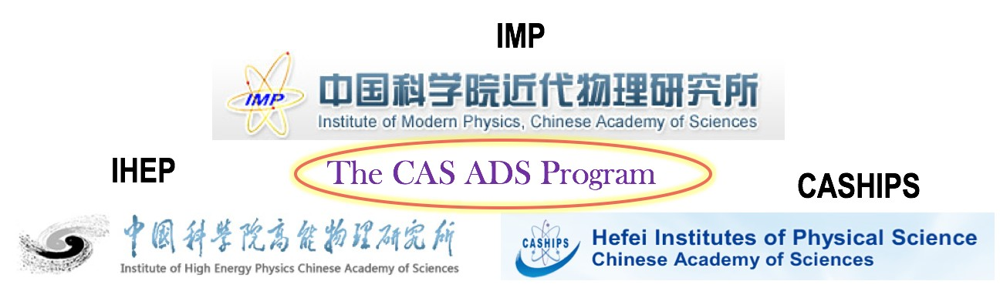 IMP
IMP
中国科学院近代物理研究所
Institute of Modern Physics, Chinese Academy of Sciences
IHEP
The CAS ADS Program
CASHIPS
中國科学院高能物理研究所
Institute of High Energy Physics Chinese Academy of Sciences
CASHIPS
Hefei Institutes of Physical Science
Chinese Academy of Sciences